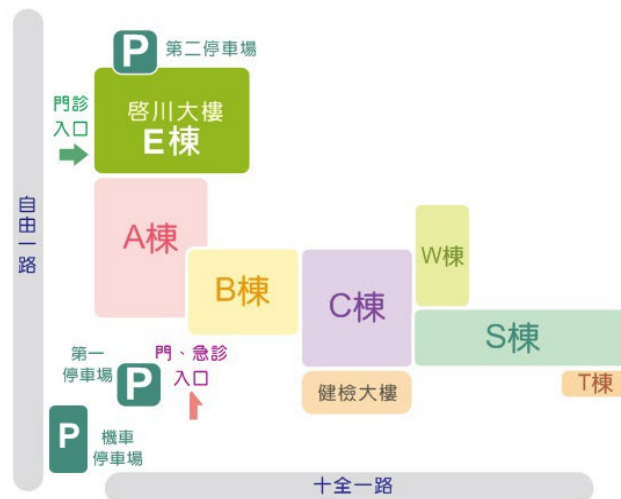 P
第二停車場
啓川大樓
E棟
門診
入口
自由一路
A棟
B棟
C棟
W棟
S棟
T棟
健檢大樓
第一
停車場
P
門、急診
入口
P
機車
停車場
十全一路